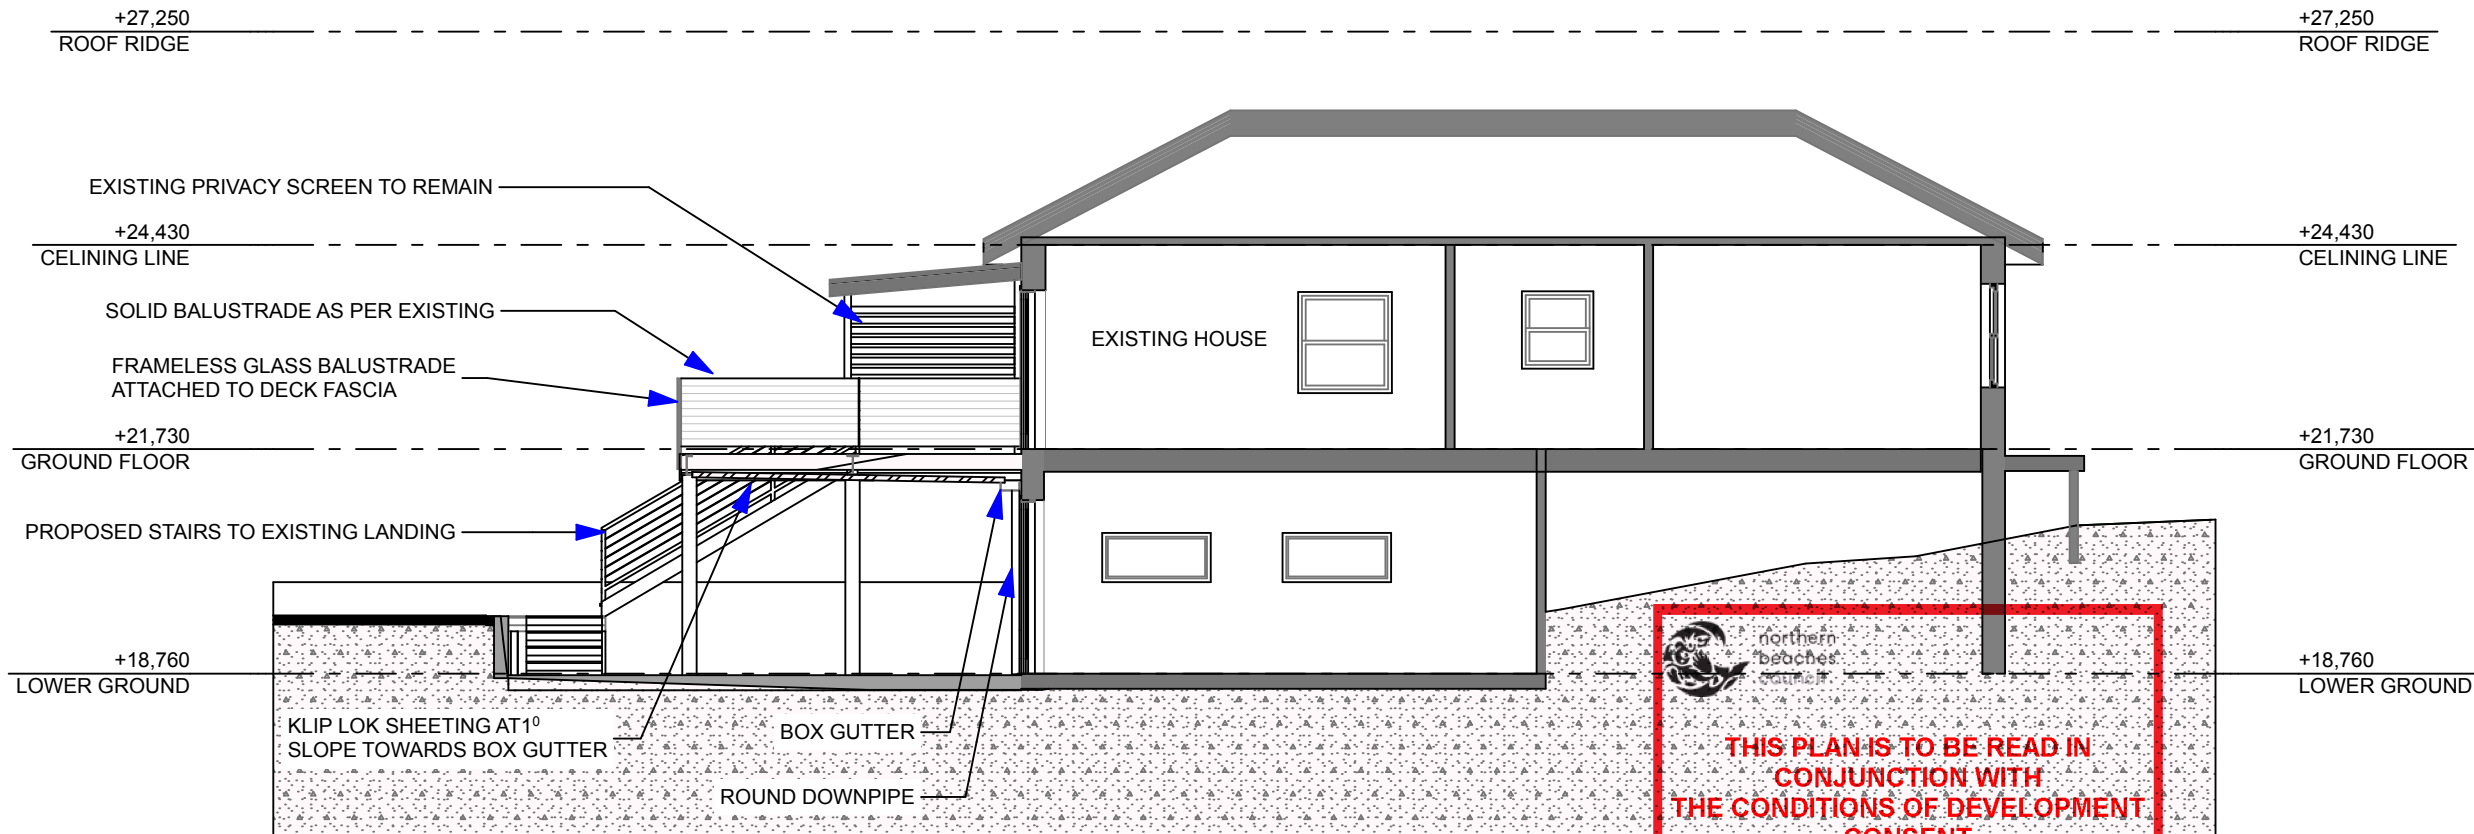 +27,250
ROOF RIDGE
+27,250
ROOF RIDGE
EXISTING PRIVACY SCREEN TO REMAIN
+24,430
CELINING LINE
+24,430
CELINING LINE
SOLID BALUSTRADE AS PER EXISTING
EXISTING HOUSE
FRAMELESS GLASS BALUSTRADE
ATTACHED TO DECK FASCIA
+21,730
GROUND FLOOR
+21,730
GROUND FLOOR
PROPOSED STAIRS TO EXISTING LANDING
+18,760
LOWER GROUND
+18,760
LOWER GROUND
northern
beaches
council
KLIP LOK SHEETING AT1⁰
SLOPE TOWARDS BOX GUTTER
BOX GUTTER
ROUND DOWNPIPE
THIS PLAN IS TO BE READ IN
CONJUNCTION WITH
THE CONDITIONS OF DEVELOPMENT
CONSENT